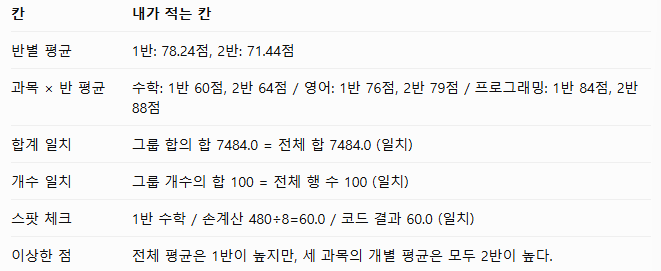 칸 내가 적는 칸
반별 평균 1반: 78.24점, 2반: 71.44점
과목 × 반 평균 수학: 1반 60점, 2반 64점 / 영어: 1반 76점, 2반 79점 / 프로그래밍: 1반 84점, 2반
88점
합계 일치 그룹 합의 합 7484.0 = 전체 합 7484.0 (일치)
개수 일치 그룹 개수의 합 100 = 전체 행 수 100 (일치)
스팟 체크 1반 수학 / 손계산 480÷8=60.0 / 코드 결과 60.0 (일치)
이상한 점 전체 평균은 1반이 높지만, 세 과목의 개별 평균은 모두 2반이 높다.